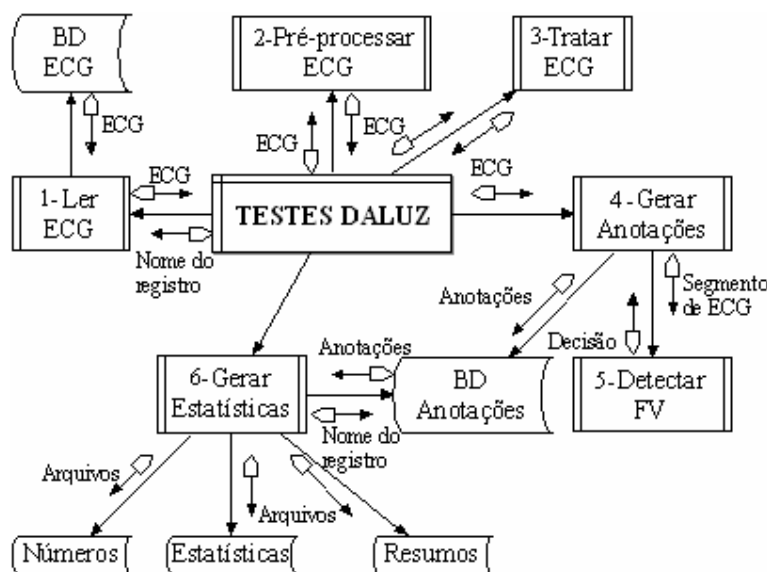 BD
ECG
2-Pré-processar
ECG
3-Tratar
ECG
ECG
ECG
ECG
ECG
ECG
1-Ler
ECG
TESTES DALUZ
4-Gerar
Anotações
Nome do
registro
Anotações
Segmento
de ECG
Decisão
6-Gerar
Estatísticas
Anotações
BD
Anotações
5-Detectar
FV
Nome do
registro
Arquivos
Arquivos
Números
Estatísticas
Resumos